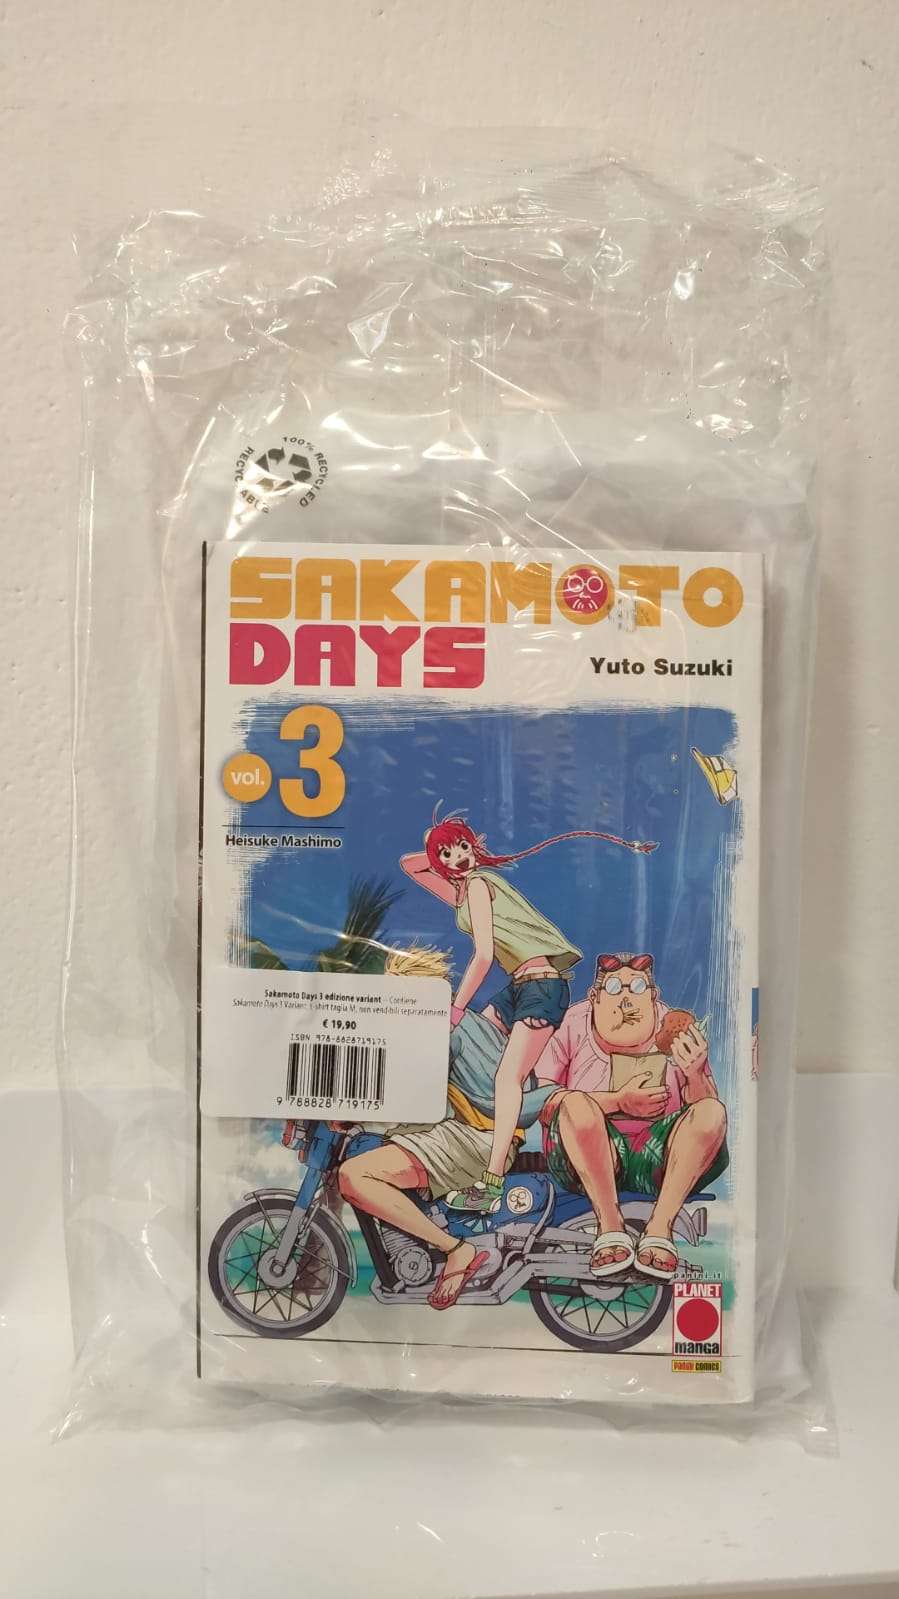 100% RECYCLED
RECYCLABLE
SAKAMOTO
DAYS
Yuto Suzuki
vol. 3
Heisuke Mashimo
Sakamoto Days 3 edizione variant – Contiene
Sakamoto Days 3 Variant, t-shirt taglia M, non vendibili separatamente
€ 19,90
ISBN 978-8828719175
9 788828 719175
panini.it
PLANET
manga
PANINI COMICS